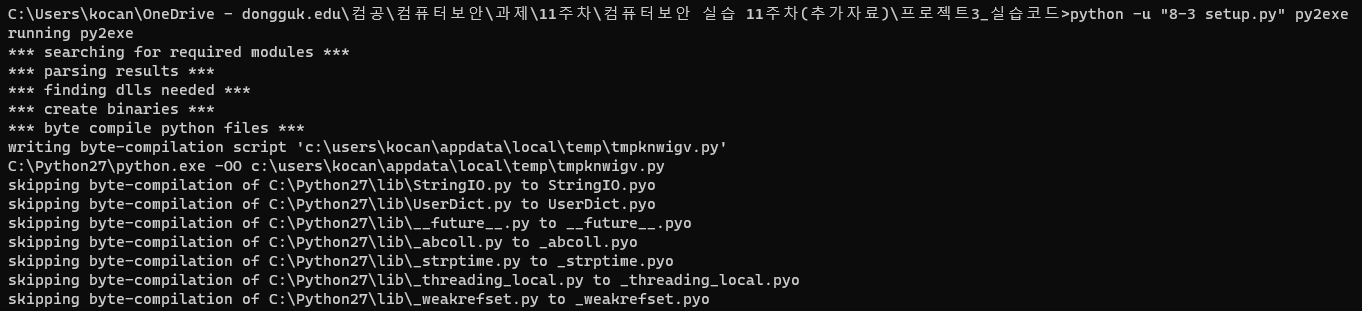 C:\Users\kocan\OneDrive - dongguk.edu\컴공\컴퓨터보안\과제\11주차\컴퓨터보안 실습 11주차(추가자료)\프로젝트3_실습코드>python -u "8-3 setup.py" py2exe
running py2exe
*** searching for required modules ***
*** parsing results ***
*** finding dlls needed ***
*** create binaries ***
*** byte compile python files ***
writing byte-compilation script 'c:\users\kocan\appdata\local\temp\tmpknwigv.py'
C:\Python27\python.exe -OO c:\users\kocan\appdata\local\temp\tmpknwigv.py
skipping byte-compilation of C:\Python27\lib\StringIO.py to StringIO.pyo
skipping byte-compilation of C:\Python27\lib\UserDict.py to UserDict.pyo
skipping byte-compilation of C:\Python27\lib\__future__.py to __future__.pyo
skipping byte-compilation of C:\Python27\lib\_abcoll.py to _abcoll.pyo
skipping byte-compilation of C:\Python27\lib\_strptime.py to _strptime.pyo
skipping byte-compilation of C:\Python27\lib\_threading_local.py to _threading_local.pyo
skipping byte-compilation of C:\Python27\lib\_weakrefset.py to _weakrefset.pyo